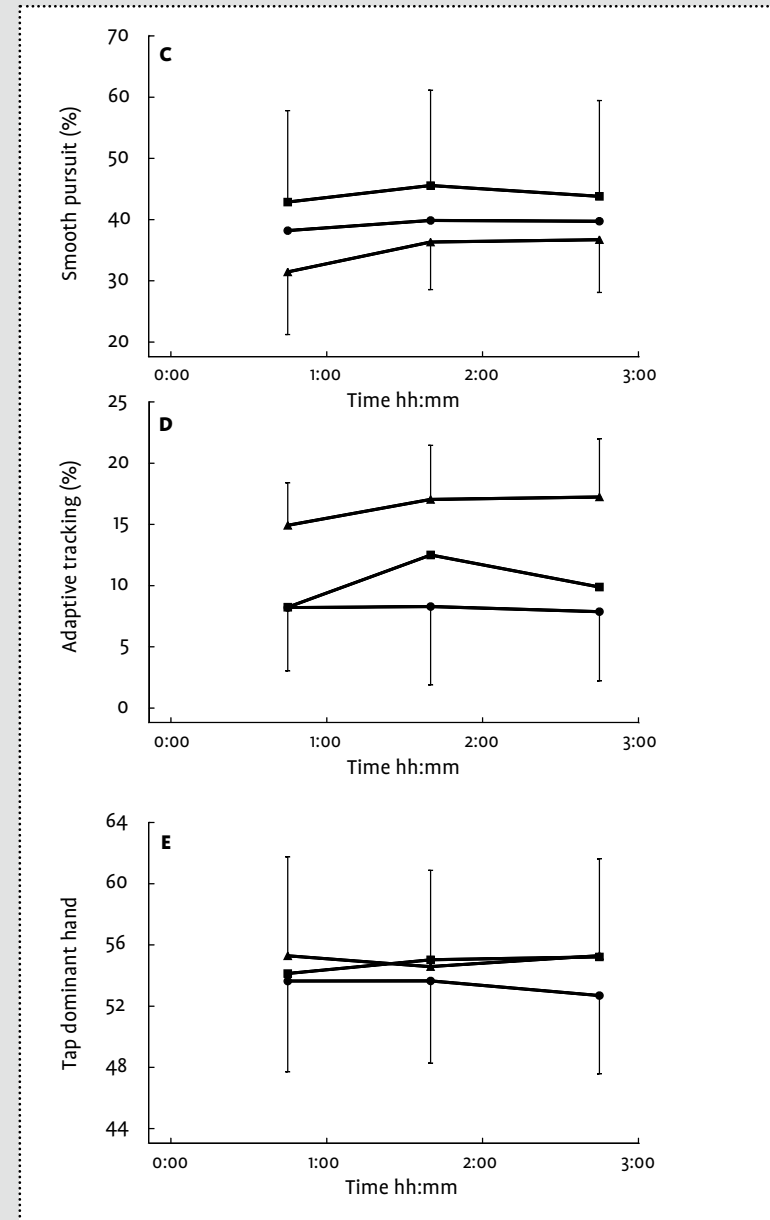 C
Smooth pursuit (%)
70
60
50
40
30
20
0:00 1:00 2:00 3:00
Time hh:mm
D
Adaptive tracking (%)
25
20
15
10
5
0
0:00 1:00 2:00 3:00
Time hh:mm
E
Tap dominant hand
64
60
56
52
48
44
0:00 1:00 2:00 3:00
Time hh:mm